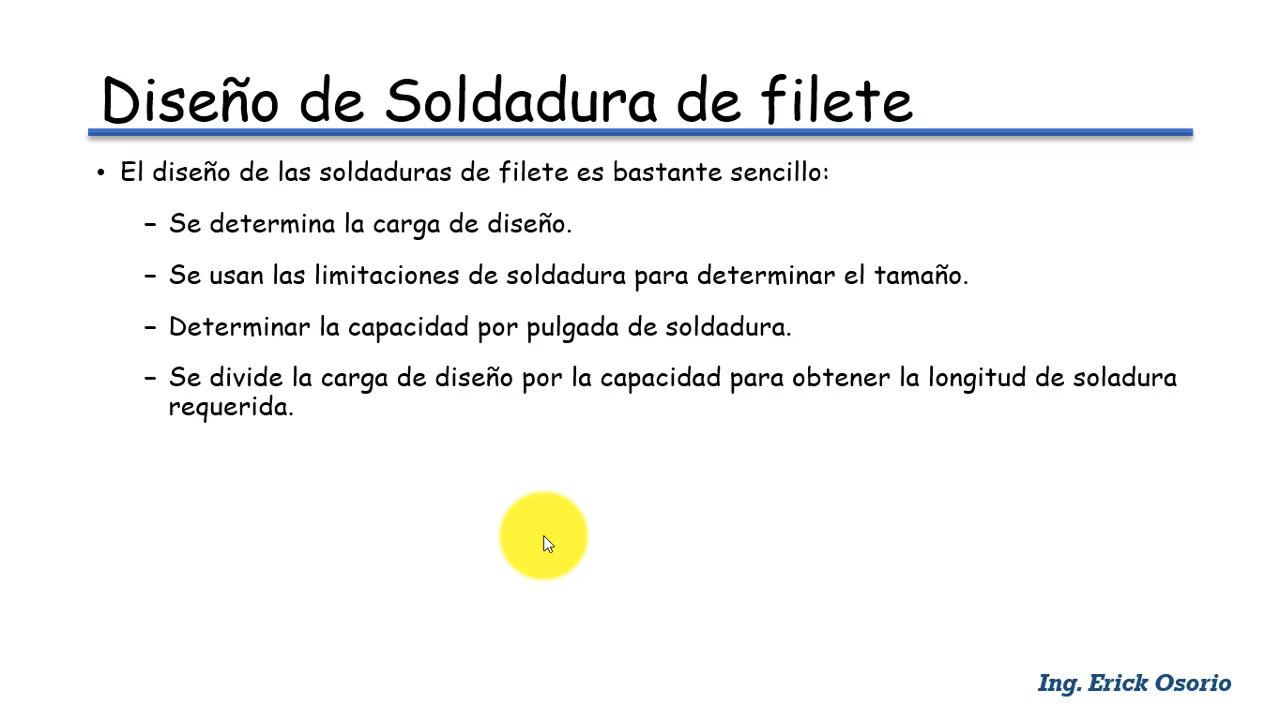 Diseño de Soldadura de filete
• El diseño de las soldaduras de filete es bastante sencillo:
– Se determina la carga de diseño.
– Se usan las limitaciones de soldadura para determinar el tamaño.
– Determinar la capacidad por pulgada de soldadura.
– Se divide la carga de diseño por la capacidad para obtener la longitud de soladura
requerida.
Ing. Erick Osorio